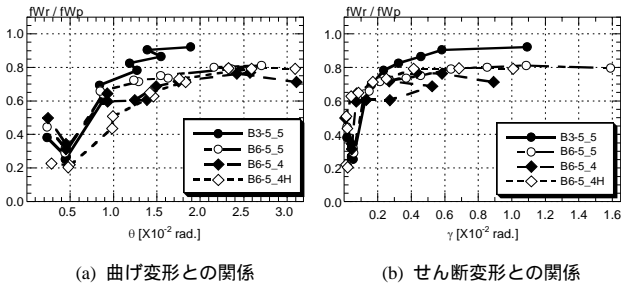 fWr / fWp
1.0
0.8
0.6
0.4
0.2
0.0
B3-5_5
B6-5_5
B6-5_4
B6-5_4H
0.5 1.0 1.5 2.0 2.5 3.0
θ [X10⁻² rad.]
(a) 曲げ変形との関係
fWr / fWp
1.0
0.8
0.6
0.4
0.2
0.0
B3-5_5
B6-5_5
B6-5_4
B6-5_4H
0.2 0.4 0.6 0.8 1.0 1.2 1.4 1.6
γ [X10⁻² rad.]
(b) せん断変形との関係